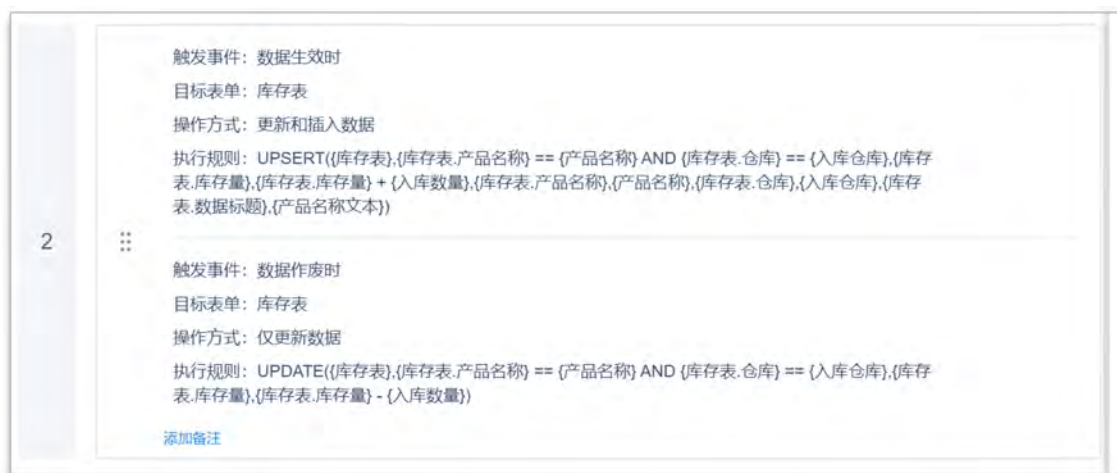 触发事件：数据生效时
目标表单：库存表
操作方式：更新和插入数据
执行规则：UPSERT({库存表},{库存表.产品名称} == {产品名称} AND {库存表.仓库} == {入库仓库},{库存
表.库存量},{库存表.库存量} + {入库数量},{库存表.产品名称},{产品名称},{库存表.仓库},{入库仓库},{库存
表.数据标题},{产品名称文本})
2
触发事件：数据作废时
目标表单：库存表
操作方式：仅更新数据
执行规则：UPDATE({库存表},{库存表.产品名称} == {产品名称} AND {库存表.仓库} == {入库仓库},{库存
表.库存量},{库存表.库存量} - {入库数量})
添加备注